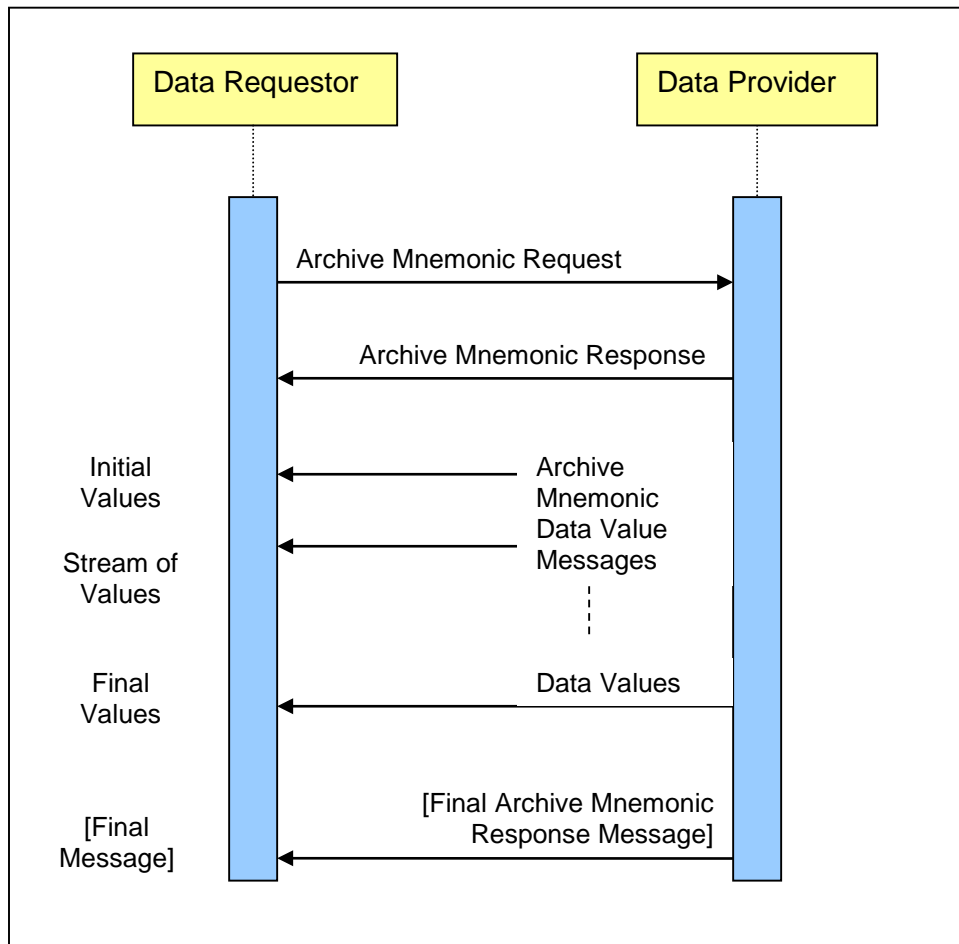 Data Requestor
Data Provider
Archive Mnemonic Request
Archive Mnemonic Response
Initial
Values
Archive
Mnemonic
Data Value
Messages
Stream of
Values
Final
Values
Data Values
[Final Archive Mnemonic
Response Message]
[Final
Message]